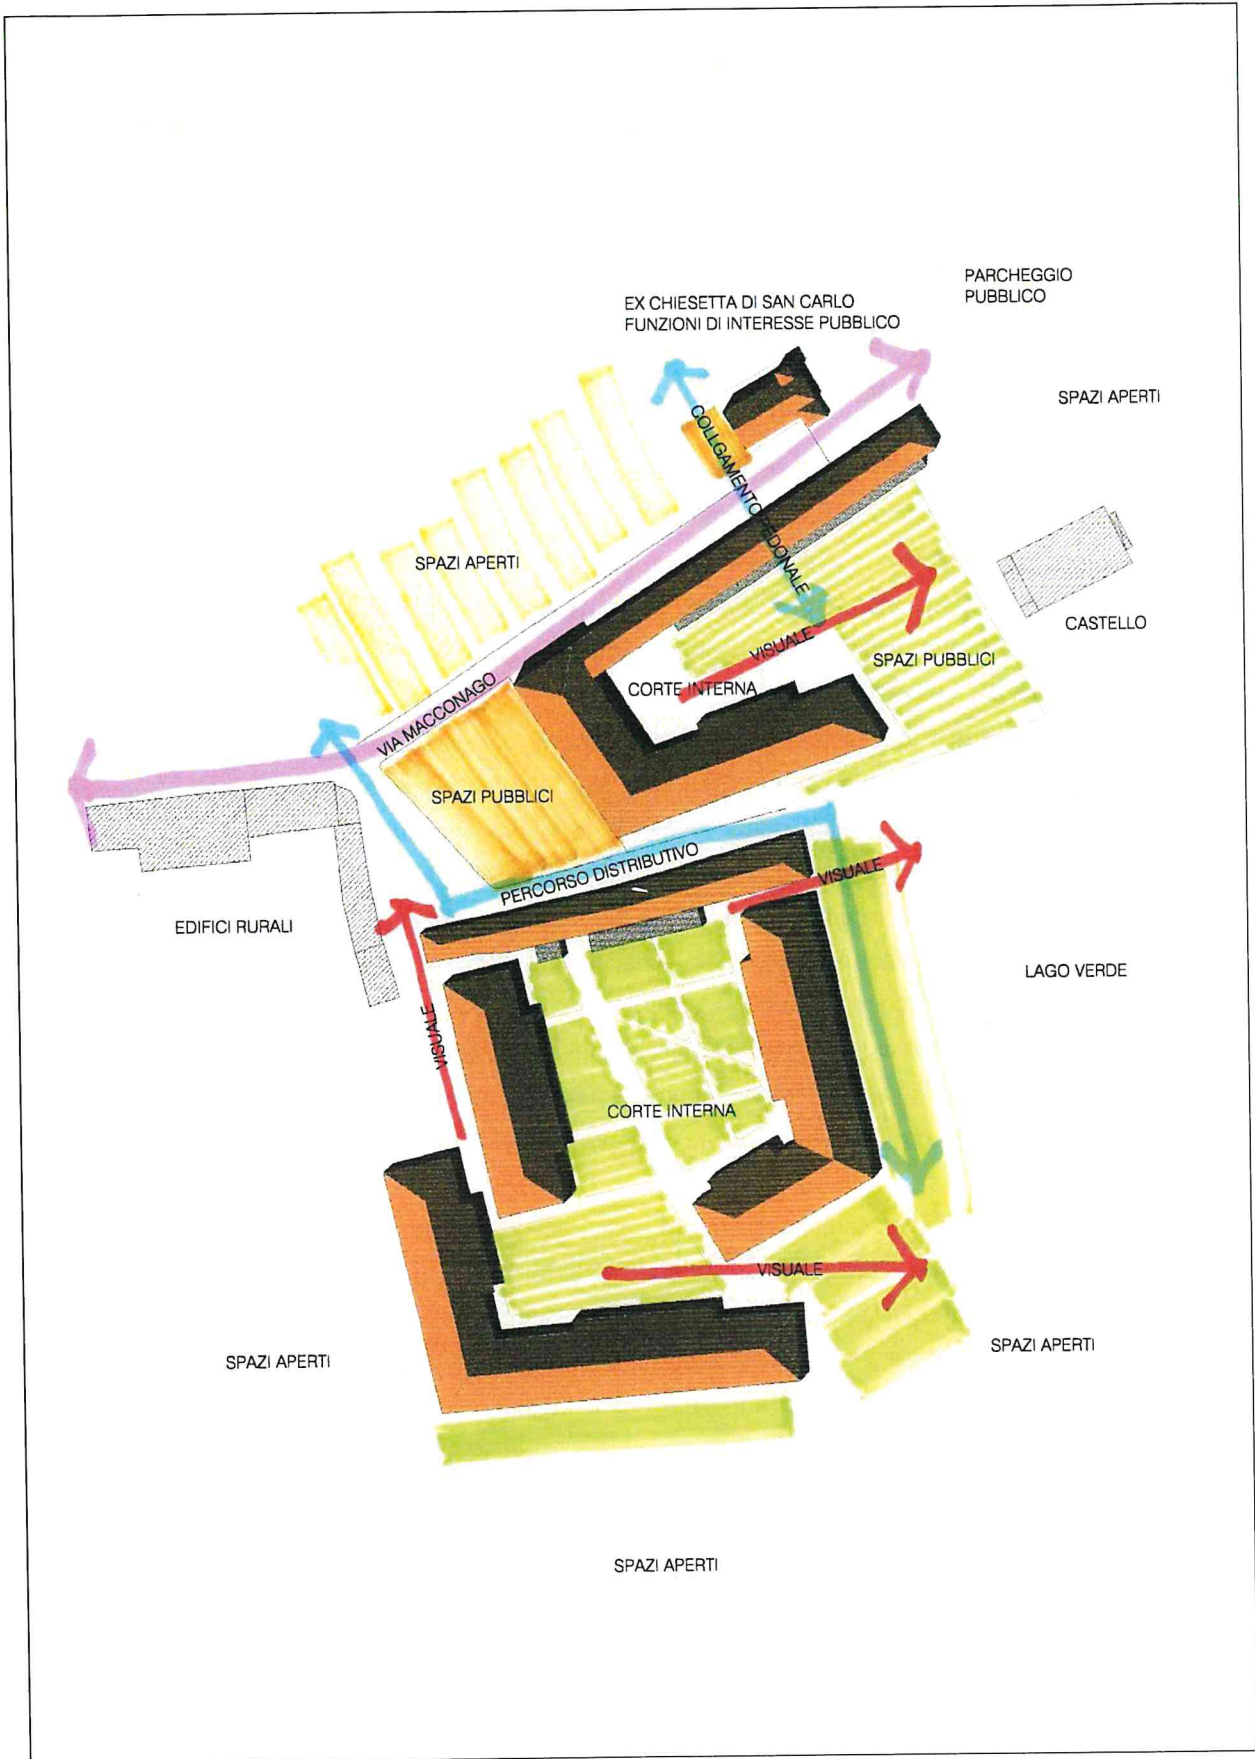 PARCHEGGIO
PUBBLICO
EX CHIESETTA DI SAN CARLO
FUNZIONI DI INTERESSE PUBBLICO
SPAZI APERTI
COLLGAMENTO PEDONALE
SPAZI APERTI
CASTELLO
VISUALE
SPAZI PUBBLICI
CORTE INTERNA
VIA MACCONAGO
SPAZI PUBBLICI
PERCORSO DISTRIBUTIVO
VISUALE
EDIFICI RURALI
LAGO VERDE
VISUALE
CORTE INTERNA
VISUALE
SPAZI APERTI
SPAZI APERTI
SPAZI APERTI